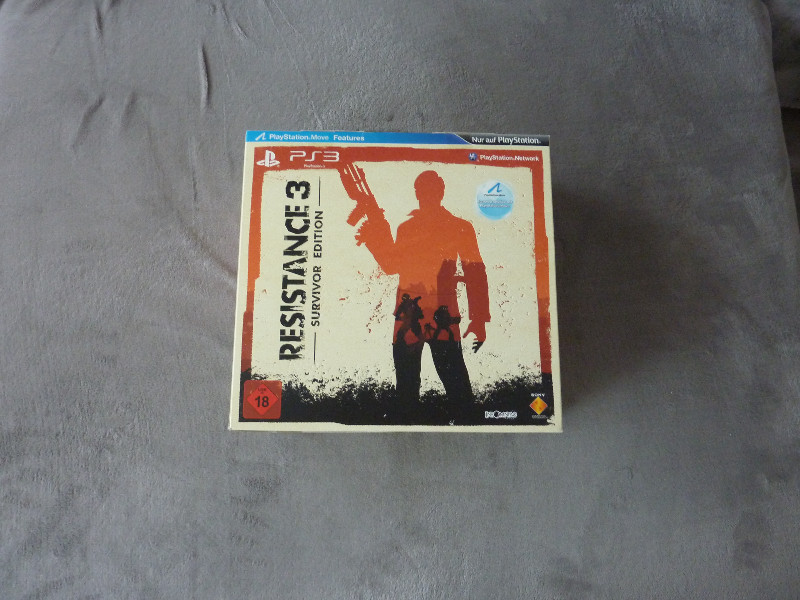 PlayStation.Move Features
Nur auf PlayStation.
PS3
PlayStation.Network
RESISTANCE 3
SURVIVOR EDITION
18
SONY